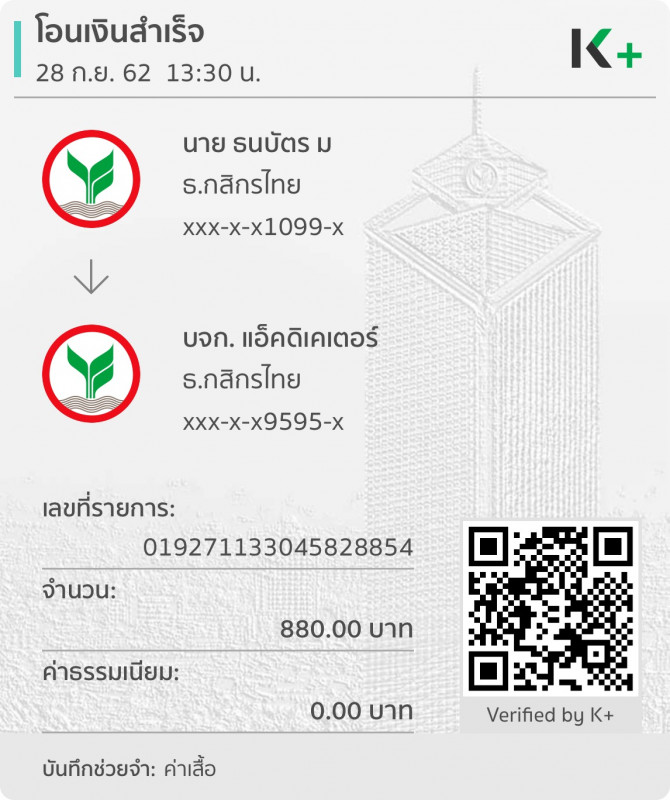 โอนเงินสำเร็จ
28 ก.ย. 62 13:30 น.
K+
นาย ธนบัตร ม
ธ.กสิกรไทย
xxx-x-x1099-x
บจก. แอ็คดิเคเตอร์
ธ.กสิกรไทย
xxx-x-x9595-x
เลขที่รายการ:
019271133045828854
จำนวน:
880.00 บาท
ค่าธรรมเนียม:
0.00 บาท
Verified by K+
บันทึกช่วยจำ: ค่าเสื้อ